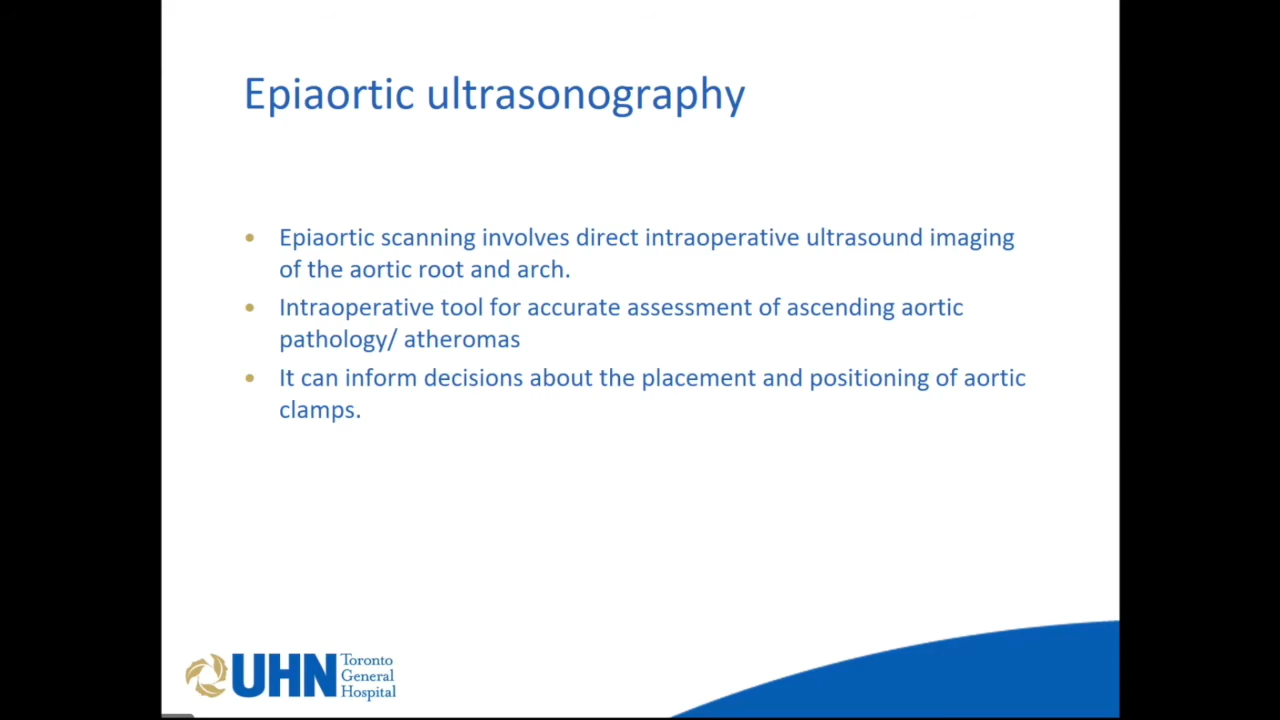 Epiaortic ultrasonography
• Epiaortic scanning involves direct intraoperative ultrasound imaging
of the aortic root and arch.
• Intraoperative tool for accurate assessment of ascending aortic
pathology/ atheromas
• It can inform decisions about the placement and positioning of aortic
clamps.
UHN
Toronto
General
Hospital